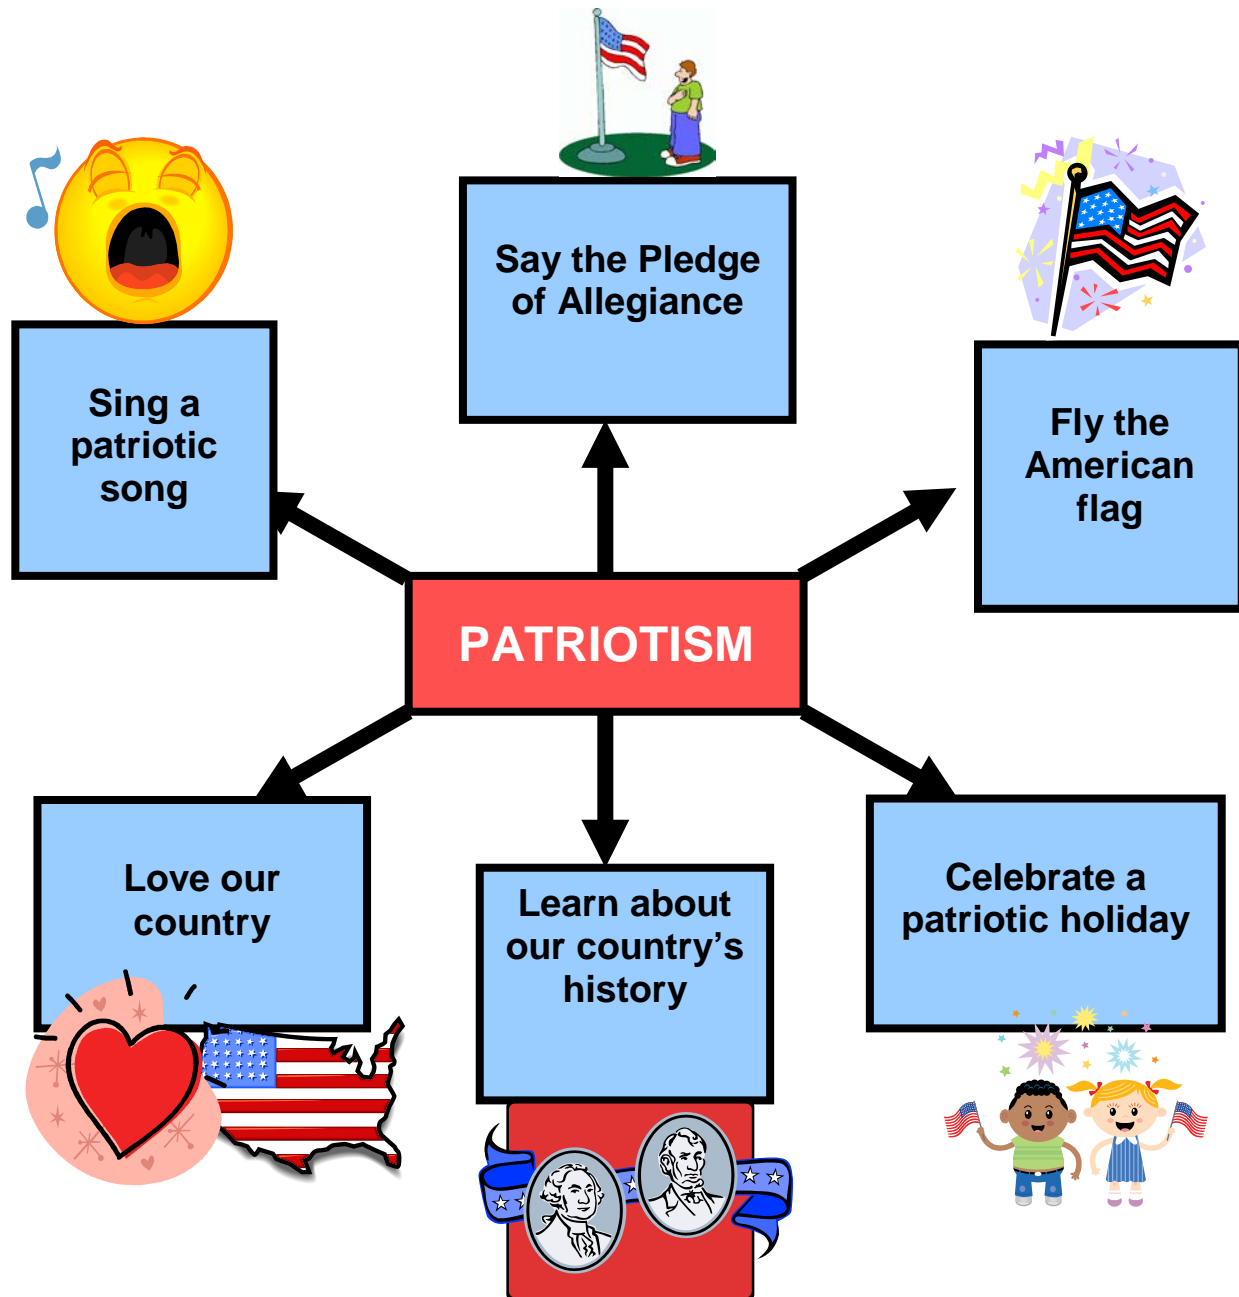 Say the Pledge
of Allegiance
Sing a
patriotic
song
Fly the
American
flag
PATRIOTISM
Love our
country
Learn about
our country’s
history
Celebrate a
patriotic holiday